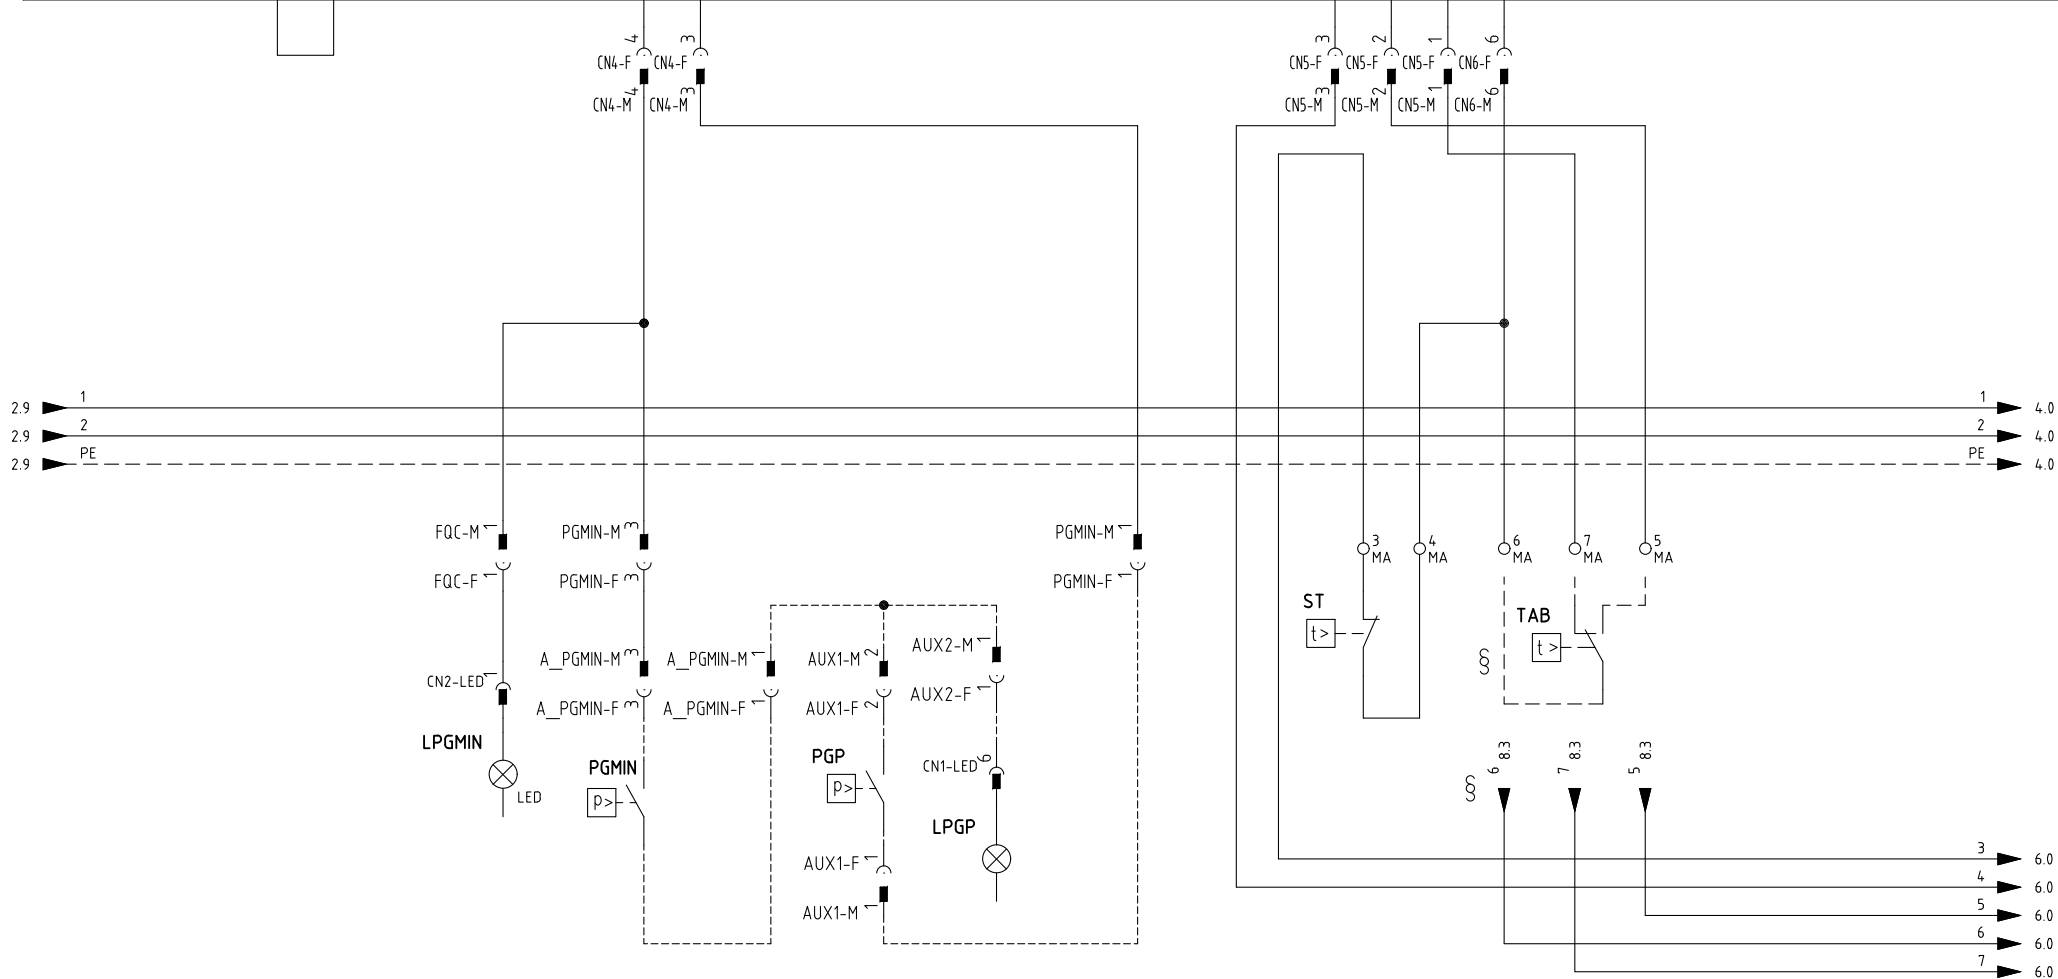 4 3 3 2 1 6
CN4-F CN4-F CN5-F CN5-F CN5-F CN6-F
4 3 3 2 1 6
CN4-M CN4-M CN5-M CN5-M CN5-M CN6-M
2.9 1 1 4.0
2.9 2 2 4.0
2.9 PE PE 4.0
FQC-M 1 PGMIN-M 3 PGMIN-M 1
3 MA 4 MA 6 MA 7 MA 5 MA
FQC-F 1 PGMIN-F 3 PGMIN-F 1
ST
t>
TAB
t>
§
AUX2-M 1
A_PGMIN-M 3 A_PGMIN-M 1 AUX1-M 2
CN2-LED 1
AUX2-F 1
A_PGMIN-F 3 A_PGMIN-F 1 AUX1-F 2
LPGMIN
LED
PGMIN
p>
PGP
p>
CN1-LED 6
LPGP
AUX1-F 1
AUX1-M 1
8.3 8.3 8.3
§ 6 7 5
3 6.0
4 6.0
5 6.0
6 6.0
7 6.0